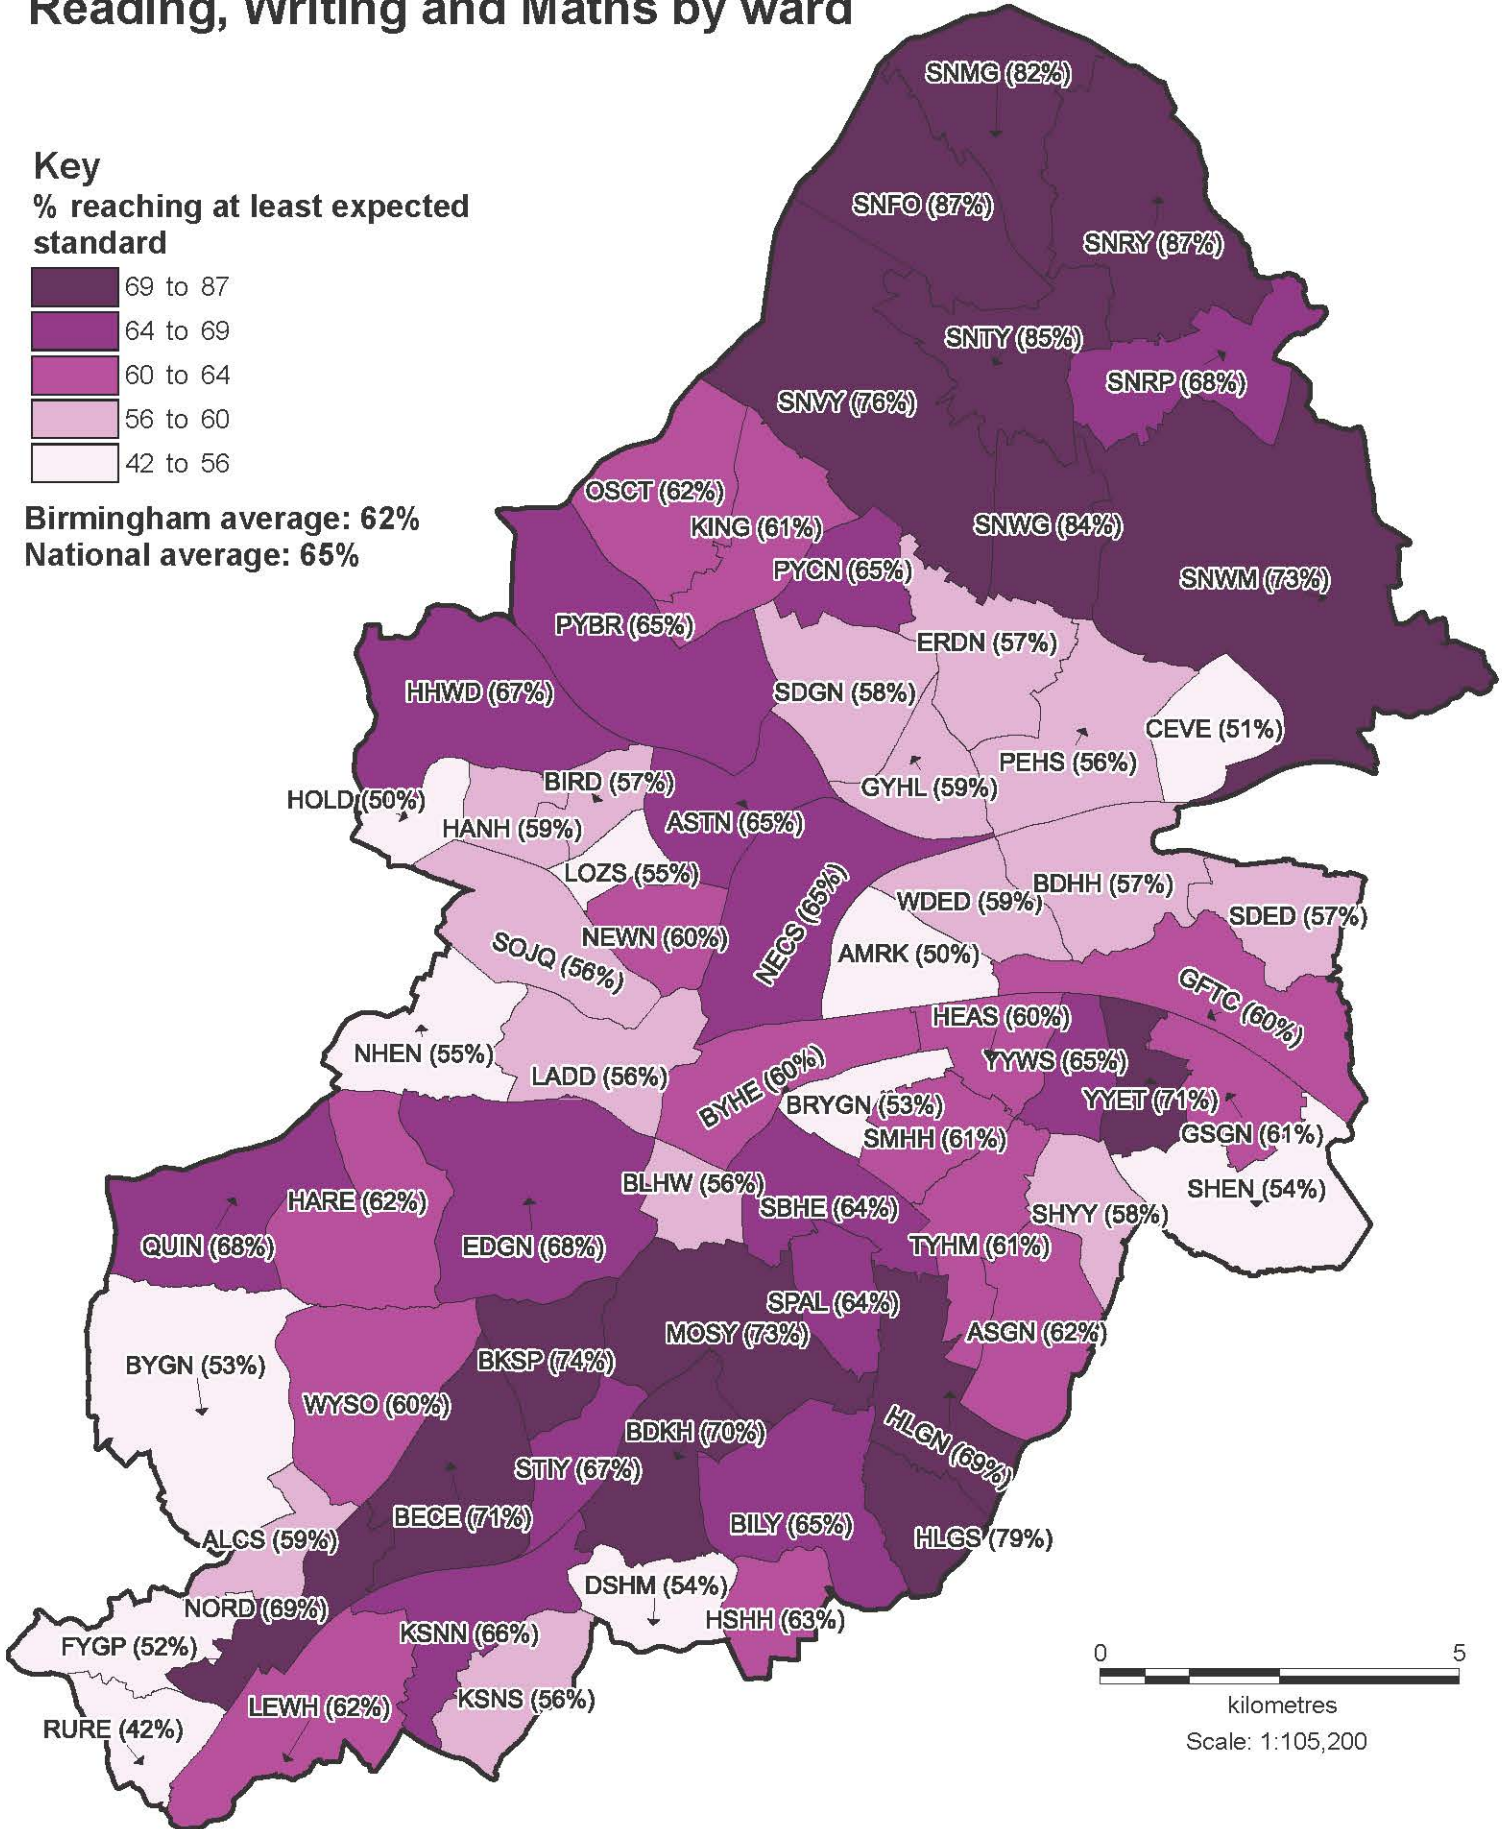 Reading, Writing and Maths by ward
Key
% reaching at least expected
standard
69 to 87
64 to 69
60 to 64
56 to 60
42 to 56
Birmingham average: 62%
National average: 65%
SNMG (82%)
SNFO (87%)
SNRY (87%)
SNTY (85%)
SNRP (68%)
SNVY (76%)
OSCT (62%)
KING (61%)
SNWG (84%)
PYCN (65%)
SNWM (73%)
PYBR (65%)
ERDN (57%)
HHWD (67%)
SDGN (58%)
CEVE (51%)
PEHS (56%)
BIRD (57%)
GYHL (59%)
HOLD (50%)
HANH (59%)
ASTN (65%)
LOZS (55%)
BDHH (57%)
WDED (59%)
SDED (57%)
NECS (65%)
NEWN (60%)
SOJQ (56%)
AMRK (50%)
GFTC (60%)
HEAS (60%)
NHEN (55%)
YYWS (65%)
LADD (56%)
BYHE (60%)
BRYGN (53%)
YYET (71%)
SMHH (61%)
GSGN (61%)
BLHW (56%)
SHEN (54%)
HARE (62%)
SBHE (64%)
SHYY (58%)
QUIN (68%)
EDGN (68%)
TYHM (61%)
SPAL (64%)
MOSY (73%)
ASGN (62%)
BYGN (53%)
BKSP (74%)
WYSO (60%)
BDKH (70%)
HLGN (69%)
STIY (67%)
BECE (71%)
BILY (65%)
ALCS (59%)
HLGS (79%)
DSHM (54%)
NORD (69%)
HSHH (63%)
KSNN (66%)
FYGP (52%)
KSNS (56%)
LEWH (62%)
RURE (42%)
0 5
kilometres
Scale: 1:105,200